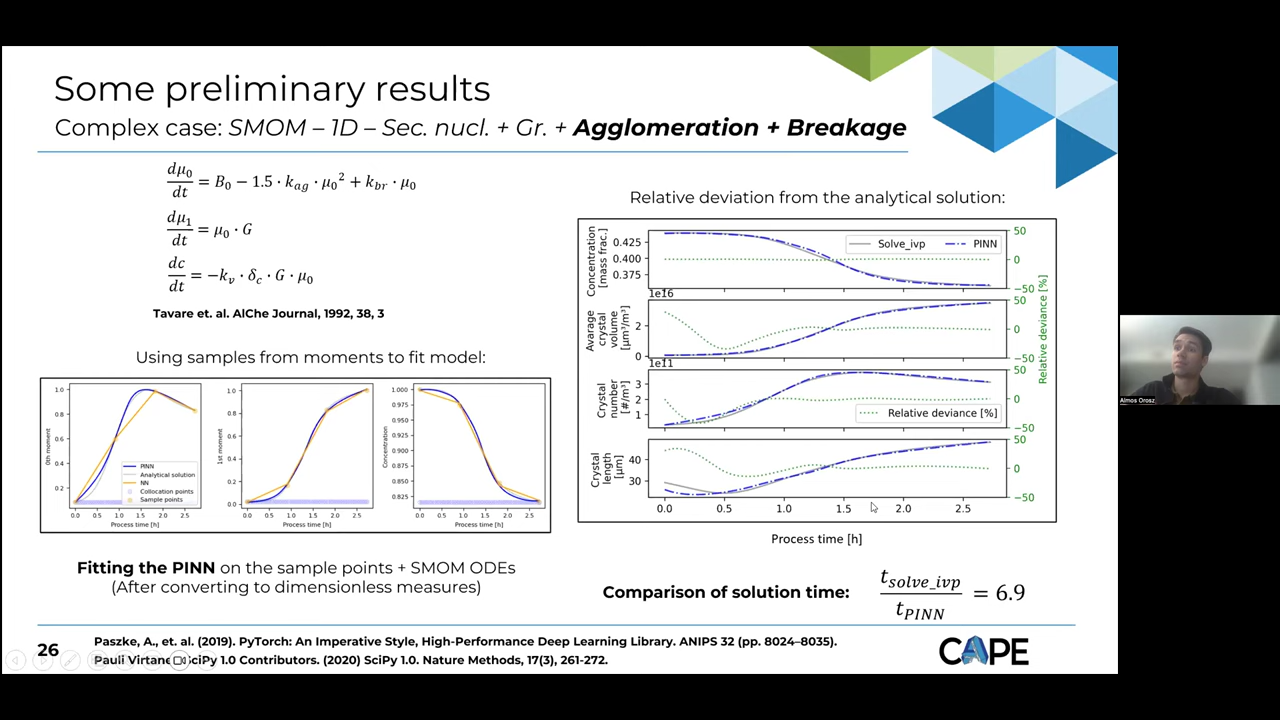 Some preliminary results
Complex case: SMOM – 1D – Sec. nucl. + Gr. + Agglomeration + Breakage
dμ₀/dt = B₀ − 1.5 · k_ag · μ₀² + k_br · μ₀
dμ₁/dt = μ₀ · G
dc/dt = −k_v · δ_c · G · μ₀
Tavare et. al. AIChe Journal, 1992, 38, 3
Using samples from moments to fit model:
0th moment
1.0
0.8
0.6
0.4
0.2
PINN
Analytical solution
NN
Collocation points
Sample points
0.0 0.5 1.0 1.5 2.0 2.5
Process time [h]
1st moment
1.0
0.8
0.6
0.4
0.2
0.0
0.0 0.5 1.0 1.5 2.0 2.5
Process time [h]
Concentration
1.000
0.975
0.950
0.925
0.900
0.875
0.850
0.825
0.0 0.5 1.0 1.5 2.0 2.5
Process time [h]
Fitting the PINN on the sample points + SMOM ODEs
(After converting to dimensionless measures)
Relative deviation from the analytical solution:
Concentration
[mass frac.]
0.425
0.400
0.375
Solve_ivp PINN
50
0
−50
1e16
Avarage
crystal
volume
[μm³/m³]
2
0
50
0
−50
1e11
Crystal
number
[#/m³]
3
2
1
Relative deviance [%]
50
0
−50
Crystal
length
[μm]
40
30
50
0
−50
Relative deviance [%]
0.0 0.5 1.0 1.5 2.0 2.5
Process time [h]
Comparison of solution time: t_solve_ivp/t_PINN = 6.9
26
Paszke, A., et. al. (2019). PyTorch: An Imperative Style, High-Performance Deep Learning Library. ANIPS 32 (pp. 8024–8035).
Pauli Virtane SciPy 1.0 Contributors. (2020) SciPy 1.0. Nature Methods, 17(3), 261-272.
CAPE
Almos Orosz